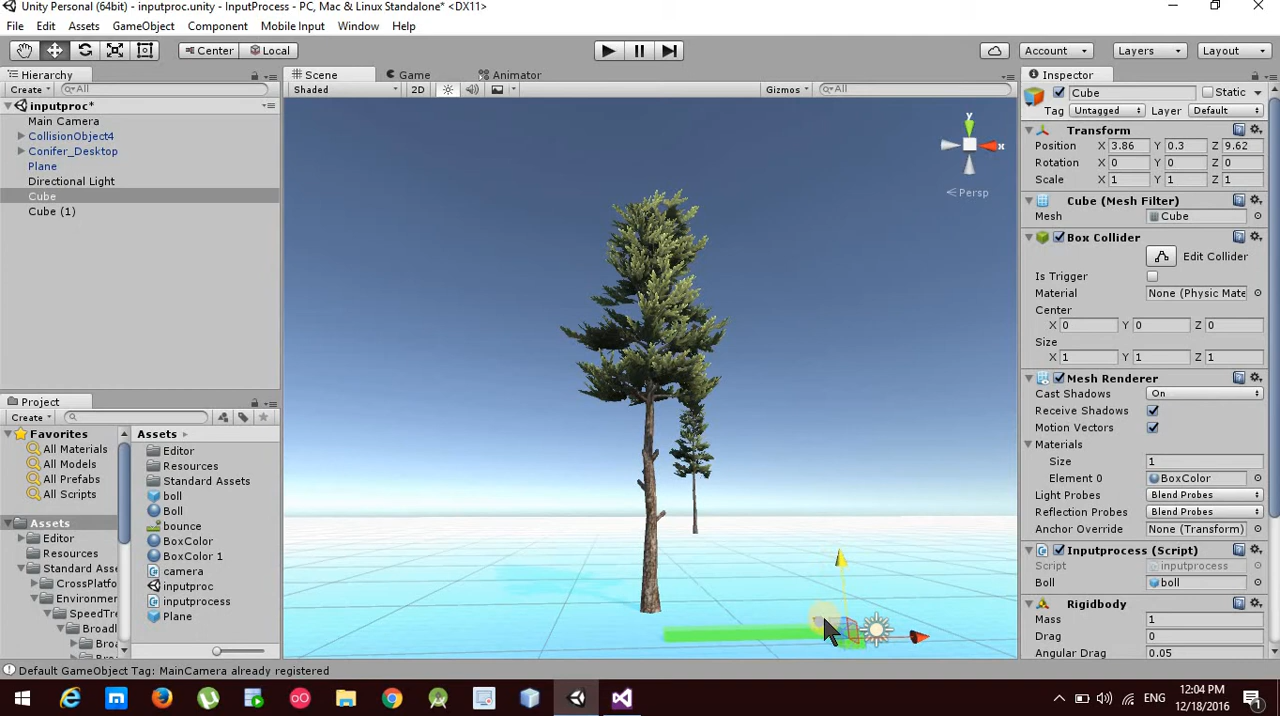 Unity Personal (64bit) - inputproc.unity - InputProcess - PC, Mac & Linux Standalone* <DX11>
File Edit Assets GameObject Component Mobile Input Window Help
Center Local Account Layers Layout
Hierarchy
Create All
inputproc*
Main Camera
CollisionObject4
Conifer_Desktop
Plane
Directional Light
Cube
Cube (1)
Scene Game Animator
Shaded 2D Gizmos All
y
x
Persp
Project
Create
Favorites
All Materials
All Models
All Prefabs
All Scripts
Assets
Editor
Resources
Standard Asse
CrossPlatfo
Environme
SpeedTre
Broadl
Broa
Assets
Editor
Resources
Standard Assets
boll
Boll
bounce
BoxColor
BoxColor 1
camera
inputproc
inputprocess
Plane
Inspector
Cube Static
Tag Untagged Layer Default
Transform
Position X 3.86 Y 0.3 Z 9.62
Rotation X 0 Y 0 Z 0
Scale X 1 Y 1 Z 1
Cube (Mesh Filter)
Mesh Cube
Box Collider
Edit Collider
Is Trigger
Material None (Physic Mate
Center
X 0 Y 0 Z 0
Size
X 1 Y 1 Z 1
Mesh Renderer
Cast Shadows On
Receive Shadows
Motion Vectors
Materials
Size 1
Element 0 BoxColor
Light Probes Blend Probes
Reflection Probes Blend Probes
Anchor Override None (Transform)
Inputprocess (Script)
Script inputprocess
Boll boll
Rigidbody
Mass 1
Drag 0
Angular Drag 0.05
Default GameObject Tag: MainCamera already registered
ENG 12:04 PM
12/18/2016
1